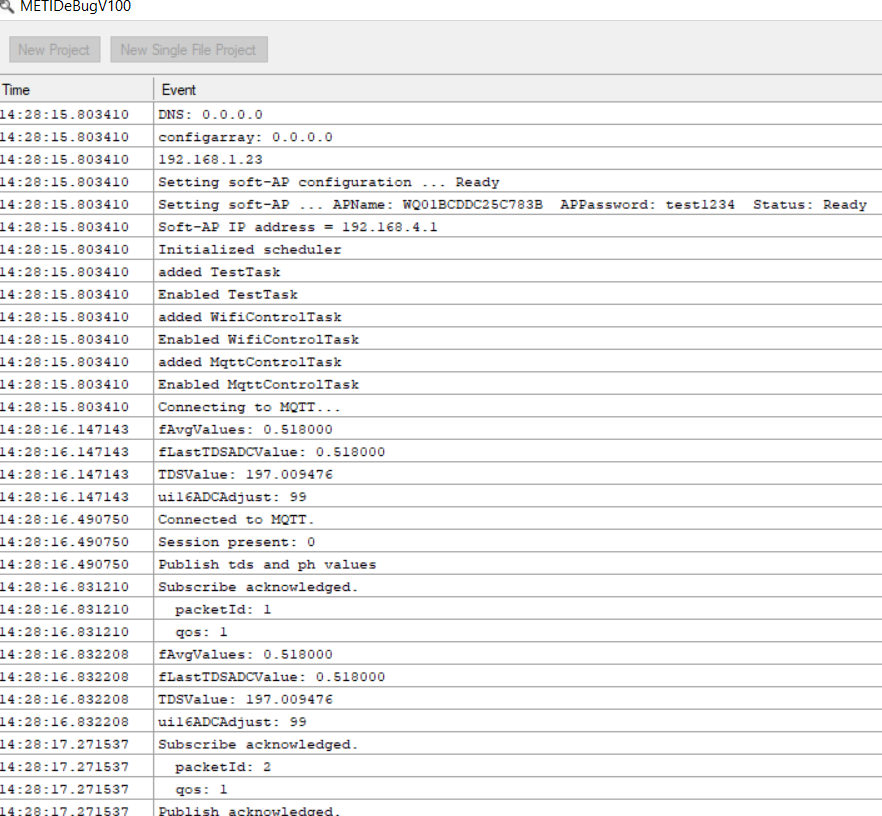 METIDeBugV100
New Project New Single File Project
Time Event
14:28:15.803410 DNS: 0.0.0.0
14:28:15.803410 configarray: 0.0.0.0
14:28:15.803410 192.168.1.23
14:28:15.803410 Setting soft-AP configuration ... Ready
14:28:15.803410 Setting soft-AP ... APName: WQ01BCDDC25C783B APPassword: test1234 Status: Ready
14:28:15.803410 Soft-AP IP address = 192.168.4.1
14:28:15.803410 Initialized scheduler
14:28:15.803410 added TestTask
14:28:15.803410 Enabled TestTask
14:28:15.803410 added WifiControlTask
14:28:15.803410 Enabled WifiControlTask
14:28:15.803410 added MqttControlTask
14:28:15.803410 Enabled MqttControlTask
14:28:15.803410 Connecting to MQTT...
14:28:16.147143 fAvgValues: 0.518000
14:28:16.147143 fLastTDSADCValue: 0.518000
14:28:16.147143 TDSValue: 197.009476
14:28:16.147143 ui16ADCAdjust: 99
14:28:16.490750 Connected to MQTT.
14:28:16.490750 Session present: 0
14:28:16.490750 Publish tds and ph values
14:28:16.831210 Subscribe acknowledged.
14:28:16.831210 packetId: 1
14:28:16.831210 qos: 1
14:28:16.832208 fAvgValues: 0.518000
14:28:16.832208 fLastTDSADCValue: 0.518000
14:28:16.832208 TDSValue: 197.009476
14:28:16.832208 ui16ADCAdjust: 99
14:28:17.271537 Subscribe acknowledged.
14:28:17.271537 packetId: 2
14:28:17.271537 qos: 1
14:28:17.271537 Publish acknowledged.